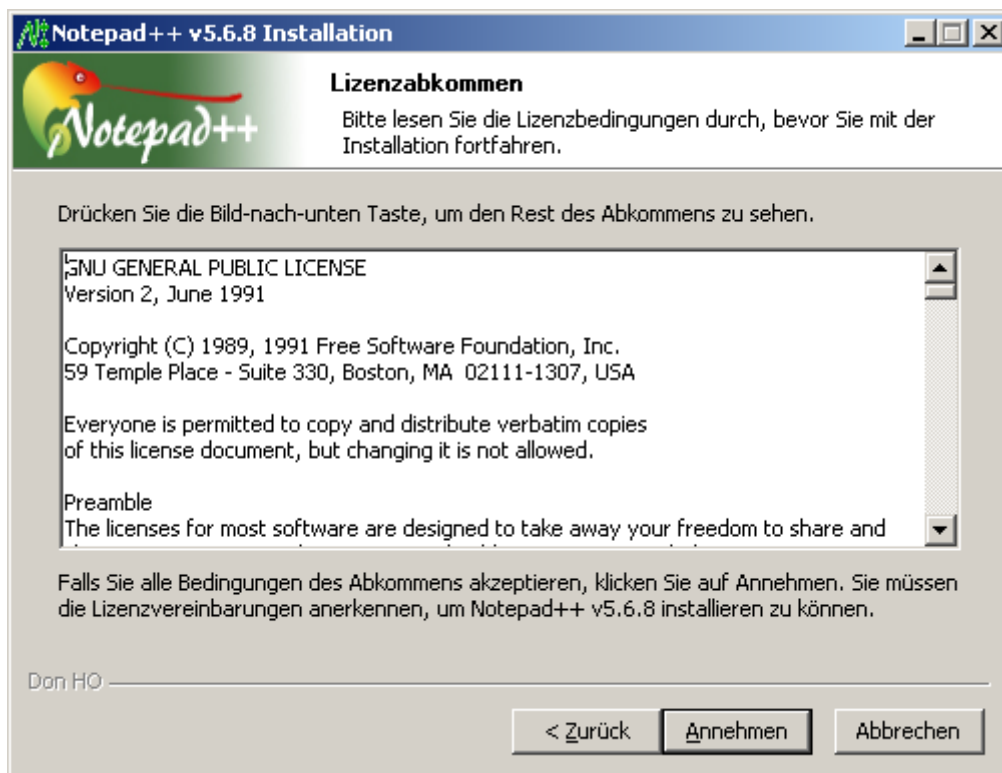 Notepad++ v5.6.8 Installation
Notepad++
Lizenzabkommen
Bitte lesen Sie die Lizenzbedingungen durch, bevor Sie mit der
Installation fortfahren.
Drücken Sie die Bild-nach-unten Taste, um den Rest des Abkommens zu sehen.
GNU GENERAL PUBLIC LICENSE
Version 2, June 1991
Copyright (C) 1989, 1991 Free Software Foundation, Inc.
59 Temple Place - Suite 330, Boston, MA  02111-1307, USA
Everyone is permitted to copy and distribute verbatim copies
of this license document, but changing it is not allowed.
Preamble
The licenses for most software are designed to take away your freedom to share and
Falls Sie alle Bedingungen des Abkommens akzeptieren, klicken Sie auf Annehmen. Sie müssen
die Lizenzvereinbarungen anerkennen, um Notepad++ v5.6.8 installieren zu können.
Don HO
< Zurück
Annehmen
Abbrechen